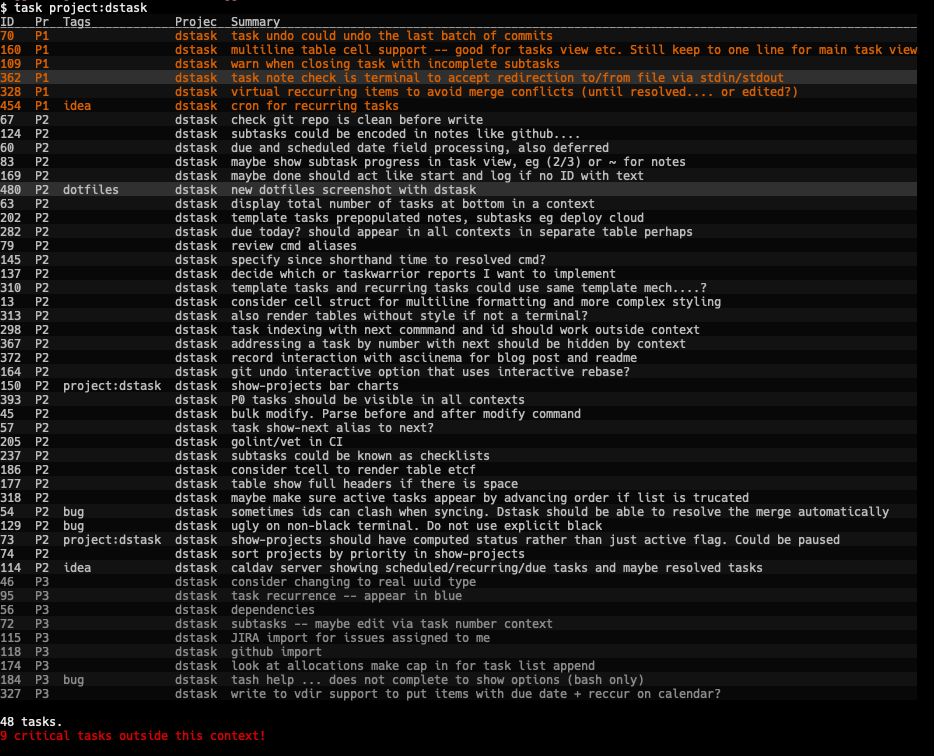 $ task project:dstask
ID Pr Tags Projec Summary
70 P1 dstask task undo could undo the last batch of commits
160 P1 dstask multiline table cell support -- good for tasks view etc. Still keep to one line for main task view
109 P1 dstask warn when closing task with incomplete subtasks
362 P1 dstask task note check is terminal to accept redirection to/from file via stdin/stdout
328 P1 dstask virtual reccurring items to avoid merge conflicts (until resolved.... or edited?)
454 P1 idea dstask cron for recurring tasks
67 P2 dstask check git repo is clean before write
124 P2 dstask subtasks could be encoded in notes like github....
60 P2 dstask due and scheduled date field processing, also deferred
83 P2 dstask maybe show subtask progress in task view, eg (2/3) or ~ for notes
169 P2 dstask maybe done should act like start and log if no ID with text
480 P2 dotfiles dstask new dotfiles screenshot with dstask
63 P2 dstask display total number of tasks at bottom in a context
202 P2 dstask template tasks prepopulated notes, subtasks eg deploy cloud
282 P2 dstask due today? should appear in all contexts in separate table perhaps
79 P2 dstask review cmd aliases
145 P2 dstask specify since shorthand time to resolved cmd?
137 P2 dstask decide which or taskwarrior reports I want to implement
310 P2 dstask template tasks and recurring tasks could use same template mech....?
13 P2 dstask consider cell struct for multiline formatting and more complex styling
313 P2 dstask also render tables without style if not a terminal?
298 P2 dstask task indexing with next commmand and id should work outside context
367 P2 dstask addressing a task by number with next should be hidden by context
372 P2 dstask record interaction with asciinema for blog post and readme
164 P2 dstask git undo interactive option that uses interactive rebase?
150 P2 project:dstask dstask show-projects bar charts
393 P2 dstask P0 tasks should be visible in all contexts
45 P2 dstask bulk modify. Parse before and after modify command
57 P2 dstask task show-next alias to next?
205 P2 dstask golint/vet in CI
237 P2 dstask subtasks could be known as checklists
186 P2 dstask consider tcell to render table etcf
177 P2 dstask table show full headers if there is space
318 P2 dstask maybe make sure active tasks appear by advancing order if list is trucated
54 P2 bug dstask sometimes ids can clash when syncing. Dstask should be able to resolve the merge automatically
129 P2 bug dstask ugly on non-black terminal. Do not use explicit black
73 P2 project:dstask dstask show-projects should have computed status rather than just active flag. Could be paused
74 P2 dstask sort projects by priority in show-projects
114 P2 idea dstask caldav server showing scheduled/recurring/due tasks and maybe resolved tasks
46 P3 dstask consider changing to real uuid type
95 P3 dstask task recurrence -- appear in blue
56 P3 dstask dependencies
72 P3 dstask subtasks -- maybe edit via task number context
115 P3 dstask JIRA import for issues assigned to me
118 P3 dstask github import
174 P3 dstask look at allocations make cap in for task list append
184 P3 bug dstask tash help ... does not complete to show options (bash only)
327 P3 dstask write to vdir support to put items with due date + reccur on calendar?
48 tasks.
9 critical tasks outside this context!